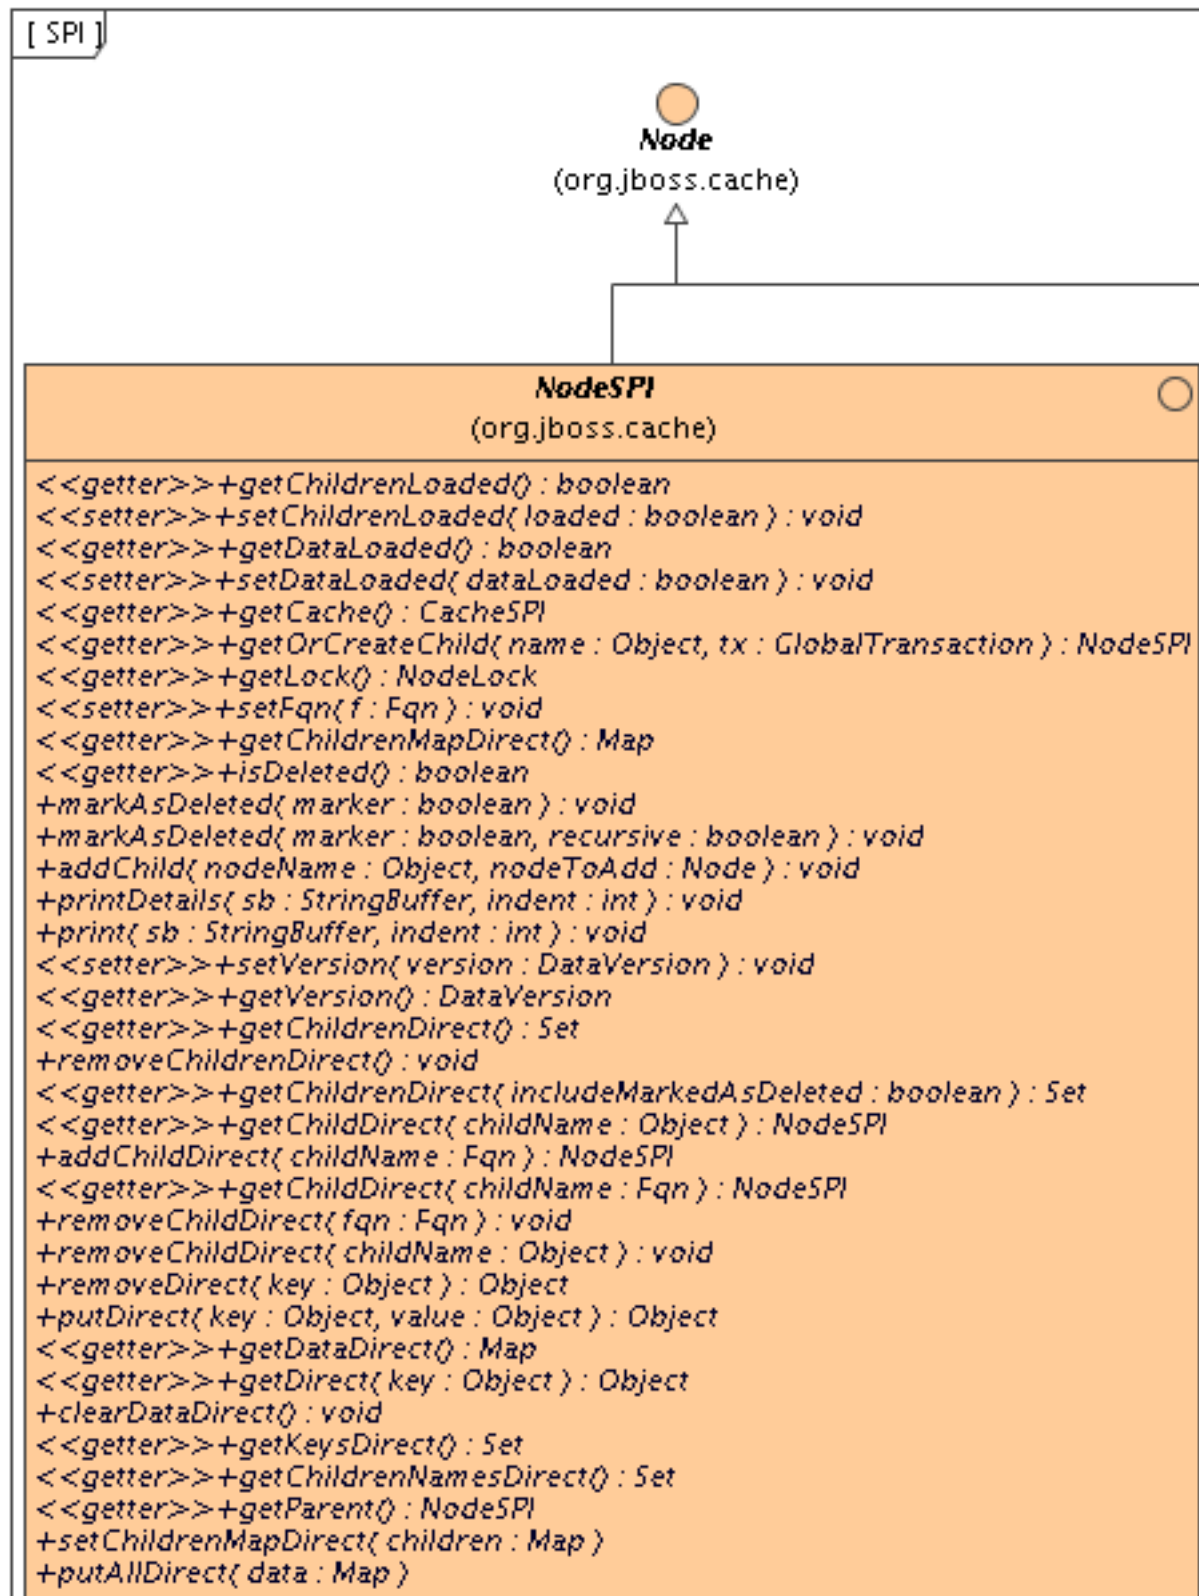 [ SPI ]
Node
(org.jboss.cache)
NodeSPI
(org.jboss.cache)
<<getter>>+getChildrenLoaded() : boolean
<<setter>>+setChildrenLoaded( loaded : boolean ) : void
<<getter>>+getDataLoaded() : boolean
<<setter>>+setDataLoaded( dataLoaded : boolean ) : void
<<getter>>+getCache() : CacheSPI
<<getter>>+getOrCreateChild( name : Object, tx : GlobalTransaction ) : NodeSPI
<<getter>>+getLock() : NodeLock
<<setter>>+setFqn( f : Fqn ) : void
<<getter>>+getChildrenMapDirect() : Map
<<getter>>+isDeleted() : boolean
+markAsDeleted( marker : boolean ) : void
+markAsDeleted( marker : boolean, recursive : boolean ) : void
+addChild( nodeName : Object, nodeToAdd : Node ) : void
+printDetails( sb : StringBuffer, indent : int ) : void
+print( sb : StringBuffer, indent : int ) : void
<<setter>>+setVersion( version : DataVersion ) : void
<<getter>>+getVersion() : DataVersion
<<getter>>+getChildrenDirect() : Set
+removeChildrenDirect() : void
<<getter>>+getChildrenDirect( includeMarkedAsDeleted : boolean ) : Set
<<getter>>+getChildDirect( childName : Object ) : NodeSPI
+addChildDirect( childName : Fqn ) : NodeSPI
<<getter>>+getChildDirect( childName : Fqn ) : NodeSPI
+removeChildDirect( fqn : Fqn ) : void
+removeChildDirect( childName : Object ) : void
+removeDirect( key : Object ) : Object
+putDirect( key : Object, value : Object ) : Object
<<getter>>+getDataDirect() : Map
<<getter>>+getDirect( key : Object ) : Object
+clearDataDirect() : void
<<getter>>+getKeysDirect() : Set
<<getter>>+getChildrenNamesDirect() : Set
<<getter>>+getParent() : NodeSPI
+setChildrenMapDirect( children : Map )
+putAllDirect( data : Map )